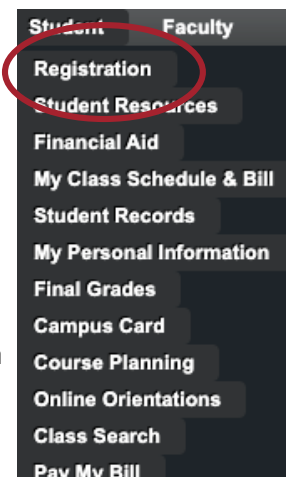 Student Faculty
Registration
Student Resources
Financial Aid
My Class Schedule & Bill
Student Records
My Personal Information
Final Grades
Campus Card
Course Planning
Online Orientations
Class Search
Pay My Bill